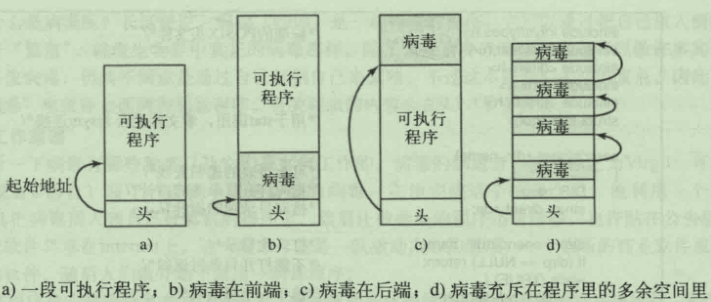 可执行
程序
头
起始地址
a)
可执行
程序
病毒
头
b)
病毒
可执行
程序
头
c)
病毒
病毒
病毒
病毒
头
d)
a) 一段可执行程序；b) 病毒在前端；c) 病毒在后端；d) 病毒充斥在程序里的多余空间里